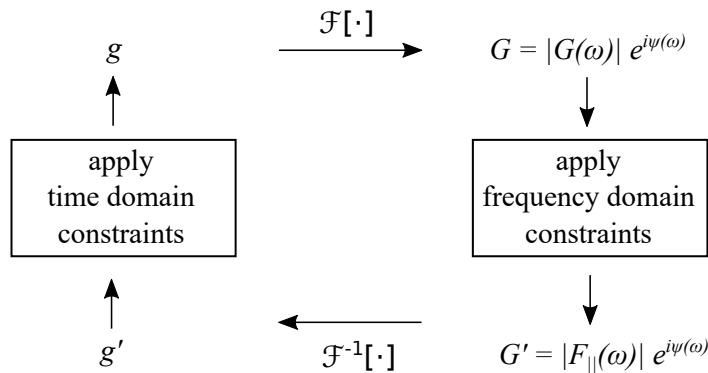 ℱ[·]
g
G = |G(ω)| e^{iψ(ω)}
apply
time domain
constraints
apply
frequency domain
constraints
g′
ℱ⁻¹[·]
G′ = |F_{||}(ω)| e^{iψ(ω)}